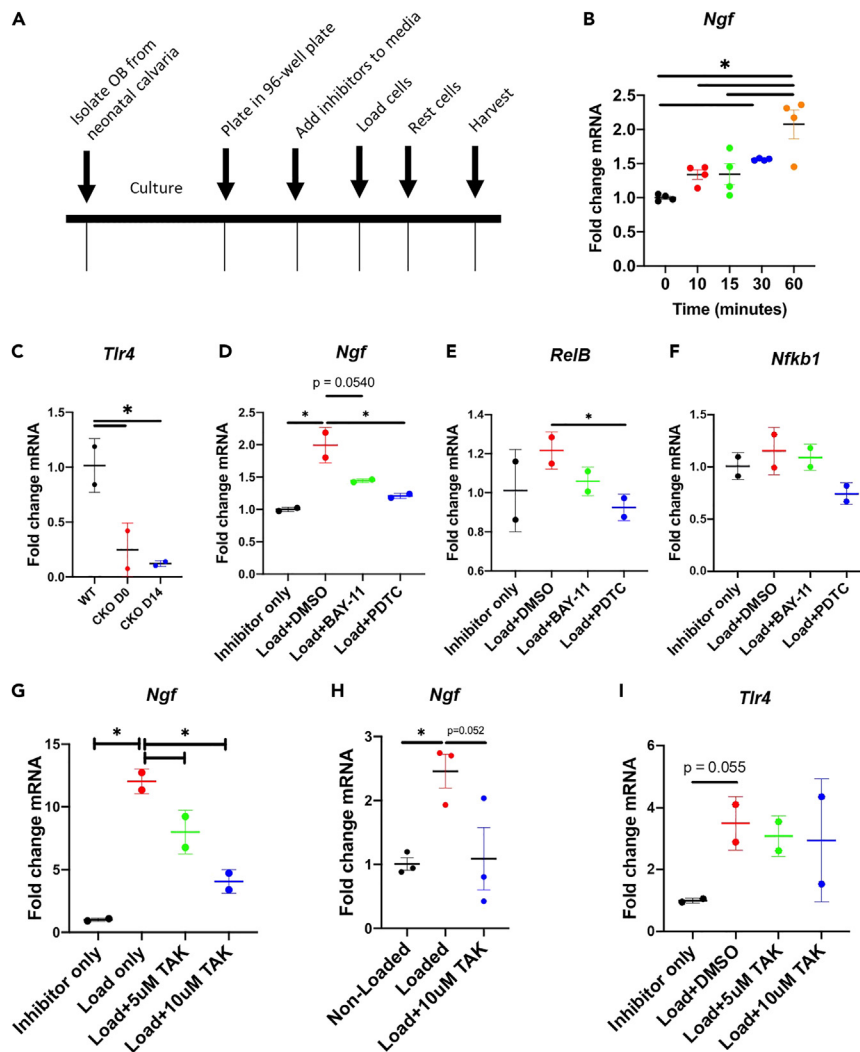 A
Isolate OB from
neonatal calvaria
Plate in 96-well plate
Add inhibitors to media
Load cells
Rest cells
Harvest
Culture
B
Ngf
*
Fold change mRNA
2.5
2.0
1.5
1.0
0.5
0.0
0 10 15 30 60
Time (minutes)
C
Tlr4
*
Fold change mRNA
1.5
1.0
0.5
0.0
WT
CKO D0
CKO D14
D
Ngf
p = 0.0540
* *
Fold change mRNA
2.5
2.0
1.5
1.0
0.5
0.0
Inhibitor only
Load+DMSO
Load+BAY-11
Load+PDTC
E
RelB
*
Fold change mRNA
1.4
1.2
1.0
0.8
0.6
Inhibitor only
Load+DMSO
Load+BAY-11
Load+PDTC
F
Nfkb1
Fold change mRNA
1.5
1.0
0.5
0.0
Inhibitor only
Load+DMSO
Load+BAY-11
Load+PDTC
G
Ngf
* *
Fold change mRNA
15
10
5
0
Inhibitor only
Load only
Load+5uM TAK
Load+10uM TAK
H
Ngf
* p=0.052
Fold change mRNA
3
2
1
0
Non-Loaded
Loaded
Load+10uM TAK
I
Tlr4
p = 0.055
Fold change mRNA
6
4
2
0
Inhibitor only
Load+DMSO
Load+5uM TAK
Load+10uM TAK